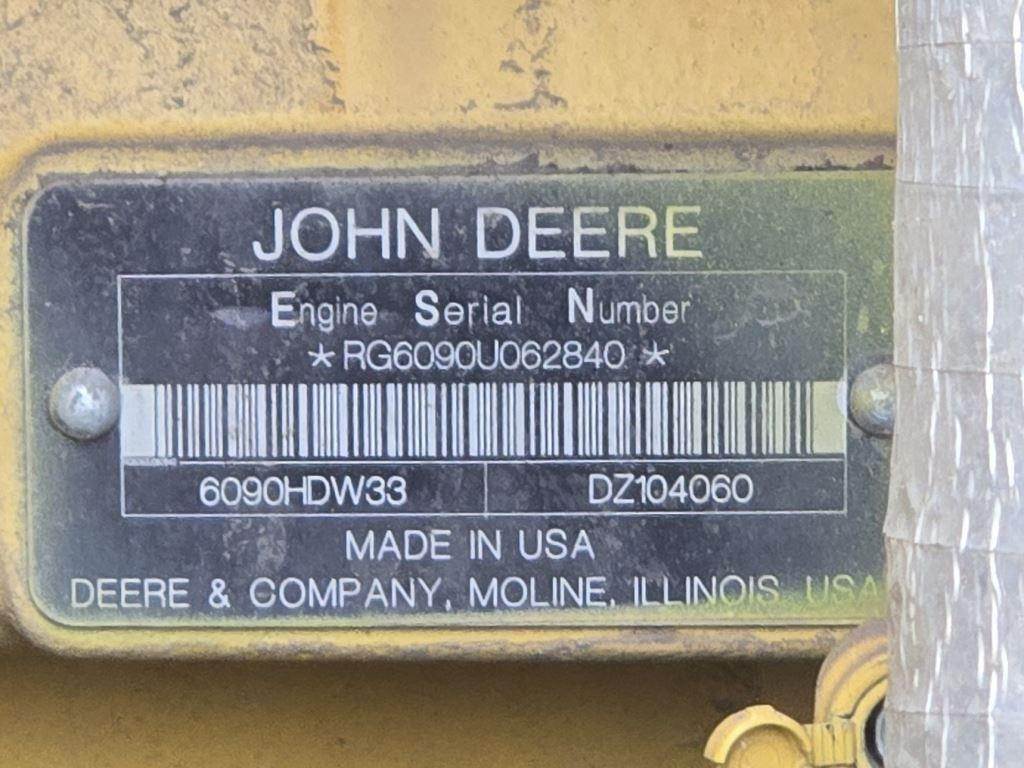 JOHN DEERE
Engine Serial Number
*RG6090U062840 *
6090HDW33 DZ104060
MADE IN USA
DEERE & COMPANY, MOLINE, ILLINOIS USA